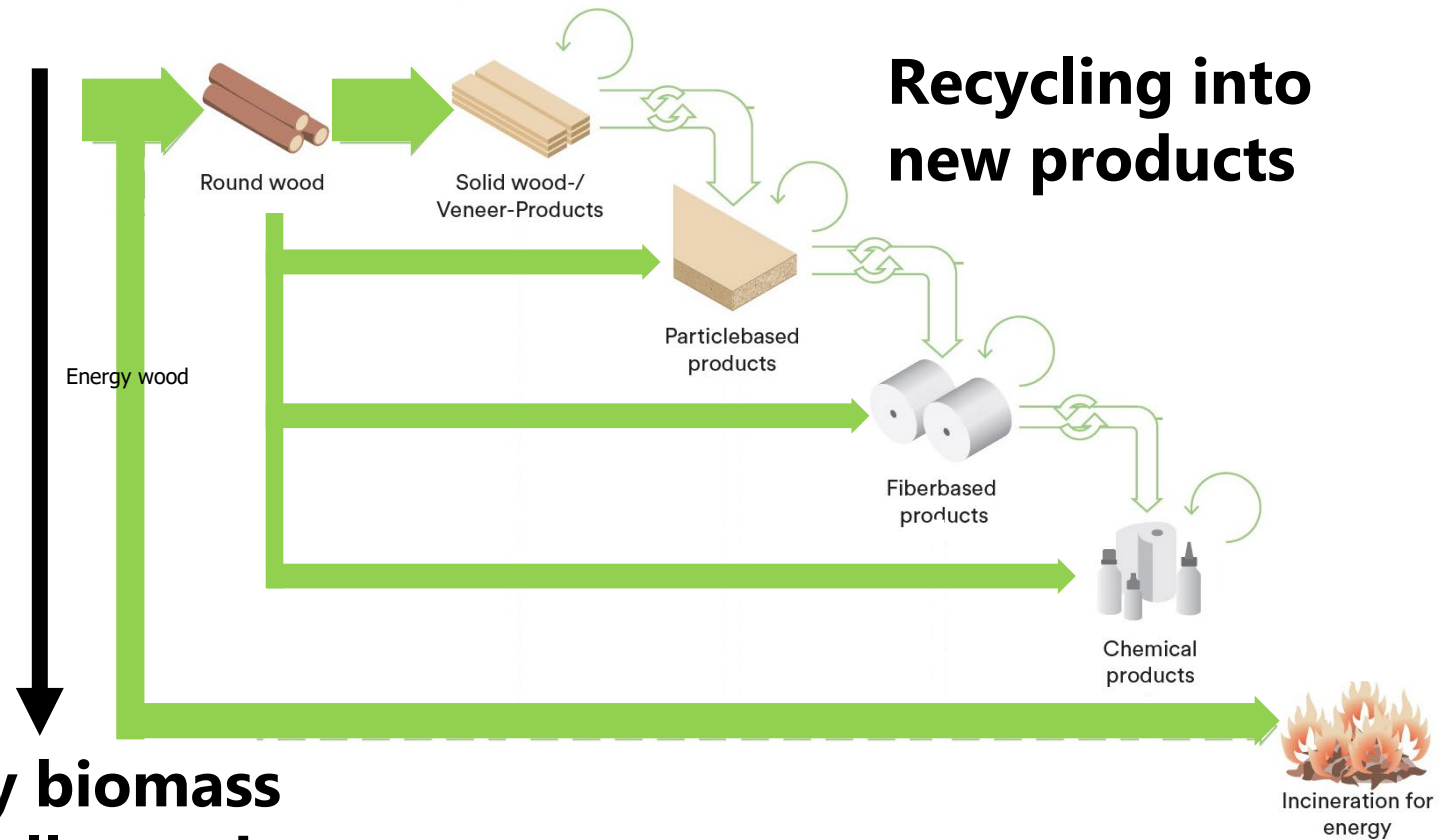 Recycling into
new products
Round wood
Solid wood-/
Veneer-Products
Particlebased
products
Energy wood
Fiberbased
products
Chemical
products
biomass
Incineration for
energy